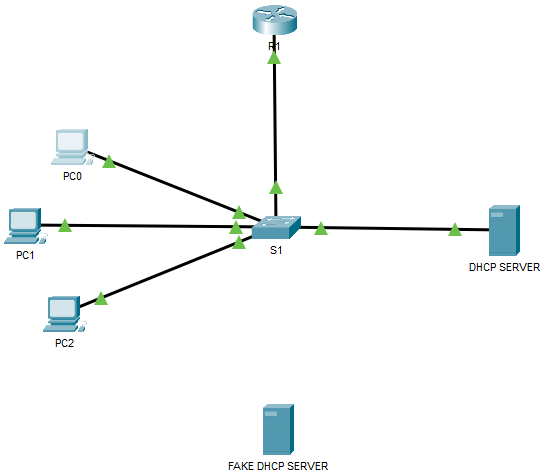 R1
PC0
PC1
S1
DHCP SERVER
PC2
FAKE DHCP SERVER